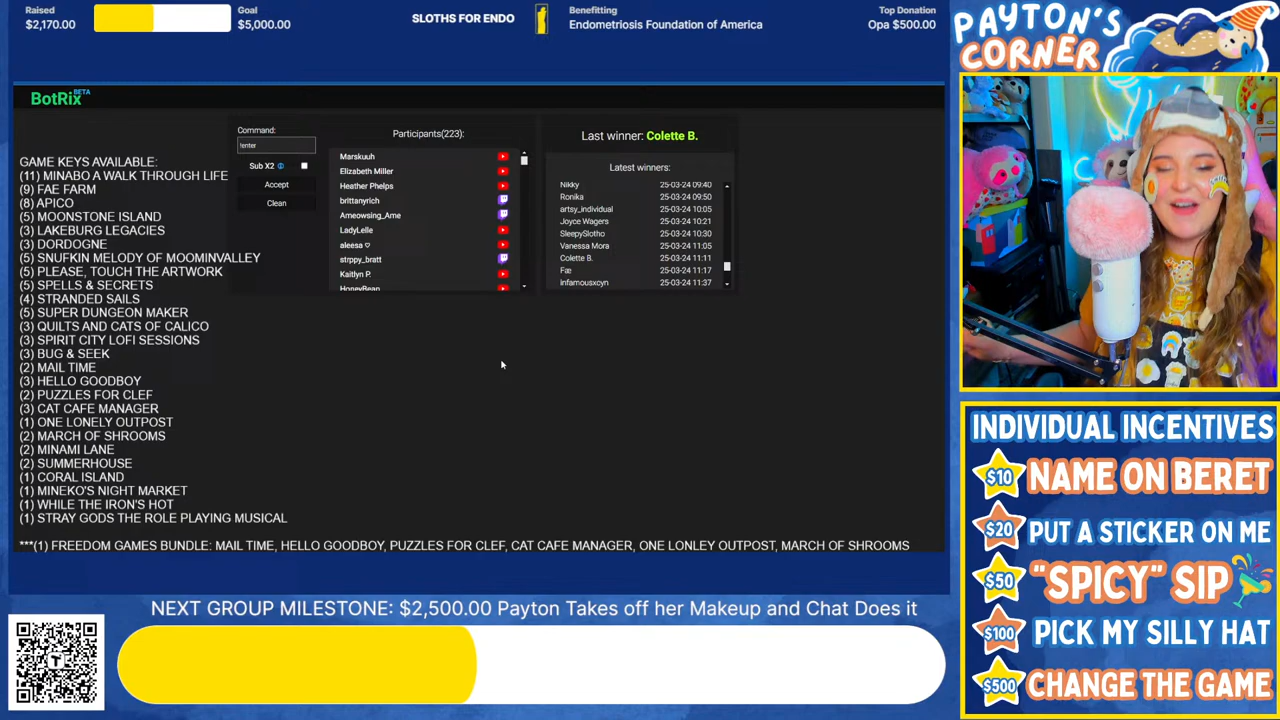 Raised
$2,170.00
Goal
$5,000.00
SLOTHS FOR ENDO
Benefitting
Endometriosis Foundation of America
Top Donation
Opa $500.00
PAYTON'S
CORNER
BotRix BETA
Command:
!enter
Sub X2
Accept
Clean
Participants(223):
Marskuuh
Elizabeth Miller
Heather Phelps
brittanyrich
Ameowsing_Ame
LadyLelle
aleesa ♡
strppy_bratt
Kaitlyn P.
HoneyBean
Last winner: Colette B.
Latest winners:
Nikky 25-03-24 09:40
Ronika 25-03-24 09:50
artsy_individual 25-03-24 10:05
Joyce Wagers 25-03-24 10:21
SleepySlotho 25-03-24 10:30
Vanessa Mora 25-03-24 11:05
Colette B. 25-03-24 11:11
Fæ 25-03-24 11:17
infamousxcyn 25-03-24 11:37
GAME KEYS AVAILABLE:
(11) MINABO A WALK THROUGH LIFE
(9) FAE FARM
(8) APICO
(5) MOONSTONE ISLAND
(3) LAKEBURG LEGACIES
(3) DORDOGNE
(5) SNUFKIN MELODY OF MOOMINVALLEY
(5) PLEASE, TOUCH THE ARTWORK
(5) SPELLS & SECRETS
(4) STRANDED SAILS
(5) SUPER DUNGEON MAKER
(3) QUILTS AND CATS OF CALICO
(3) SPIRIT CITY LOFI SESSIONS
(3) BUG & SEEK
(2) MAIL TIME
(3) HELLO GOODBOY
(2) PUZZLES FOR CLEF
(3) CAT CAFE MANAGER
(1) ONE LONELY OUTPOST
(2) MARCH OF SHROOMS
(2) MINAMI LANE
(2) SUMMERHOUSE
(1) CORAL ISLAND
(1) MINEKO'S NIGHT MARKET
(1) WHILE THE IRON'S HOT
(1) STRAY GODS THE ROLE PLAYING MUSICAL
***(1) FREEDOM GAMES BUNDLE: MAIL TIME, HELLO GOODBOY, PUZZLES FOR CLEF, CAT CAFE MANAGER, ONE LONLEY OUTPOST, MARCH OF SHROOMS
INDIVIDUAL INCENTIVES
$10 NAME ON BERET
$20 PUT A STICKER ON ME
$50 "SPICY" SIP
$100 PICK MY SILLY HAT
$500 CHANGE THE GAME
NEXT GROUP MILESTONE: $2,500.00 Payton Takes off her Makeup and Chat Does it